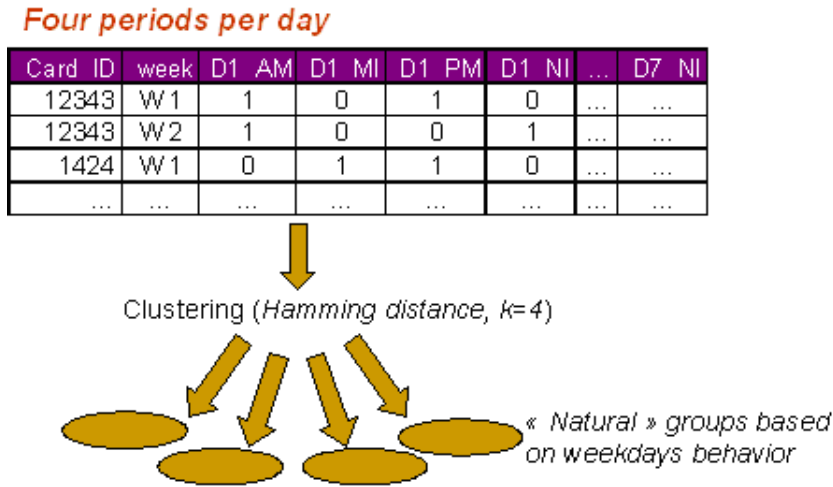 Four periods per day
Card ID week D1 AM D1 MI D1 PM D1 NI ... D7 NI
12343 W1 1 0 1 0 ... ...
12343 W2 1 0 0 1 ... ...
1424 W1 0 1 1 0 ... ...
... ... ... ... ... ... ... ...
Clustering (Hamming distance, k=4)
« Natural » groups based
on weekdays behavior